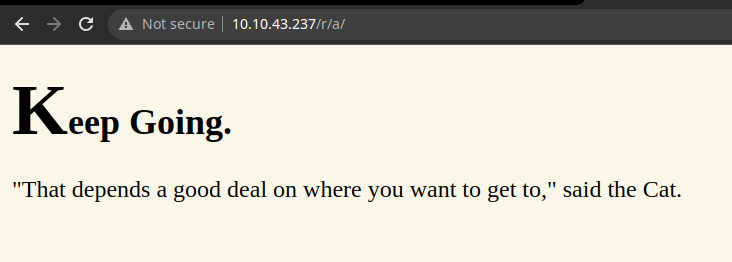 Not secure | 10.10.43.237/r/a/
Keep Going.
"That depends a good deal on where you want to get to," said the Cat.